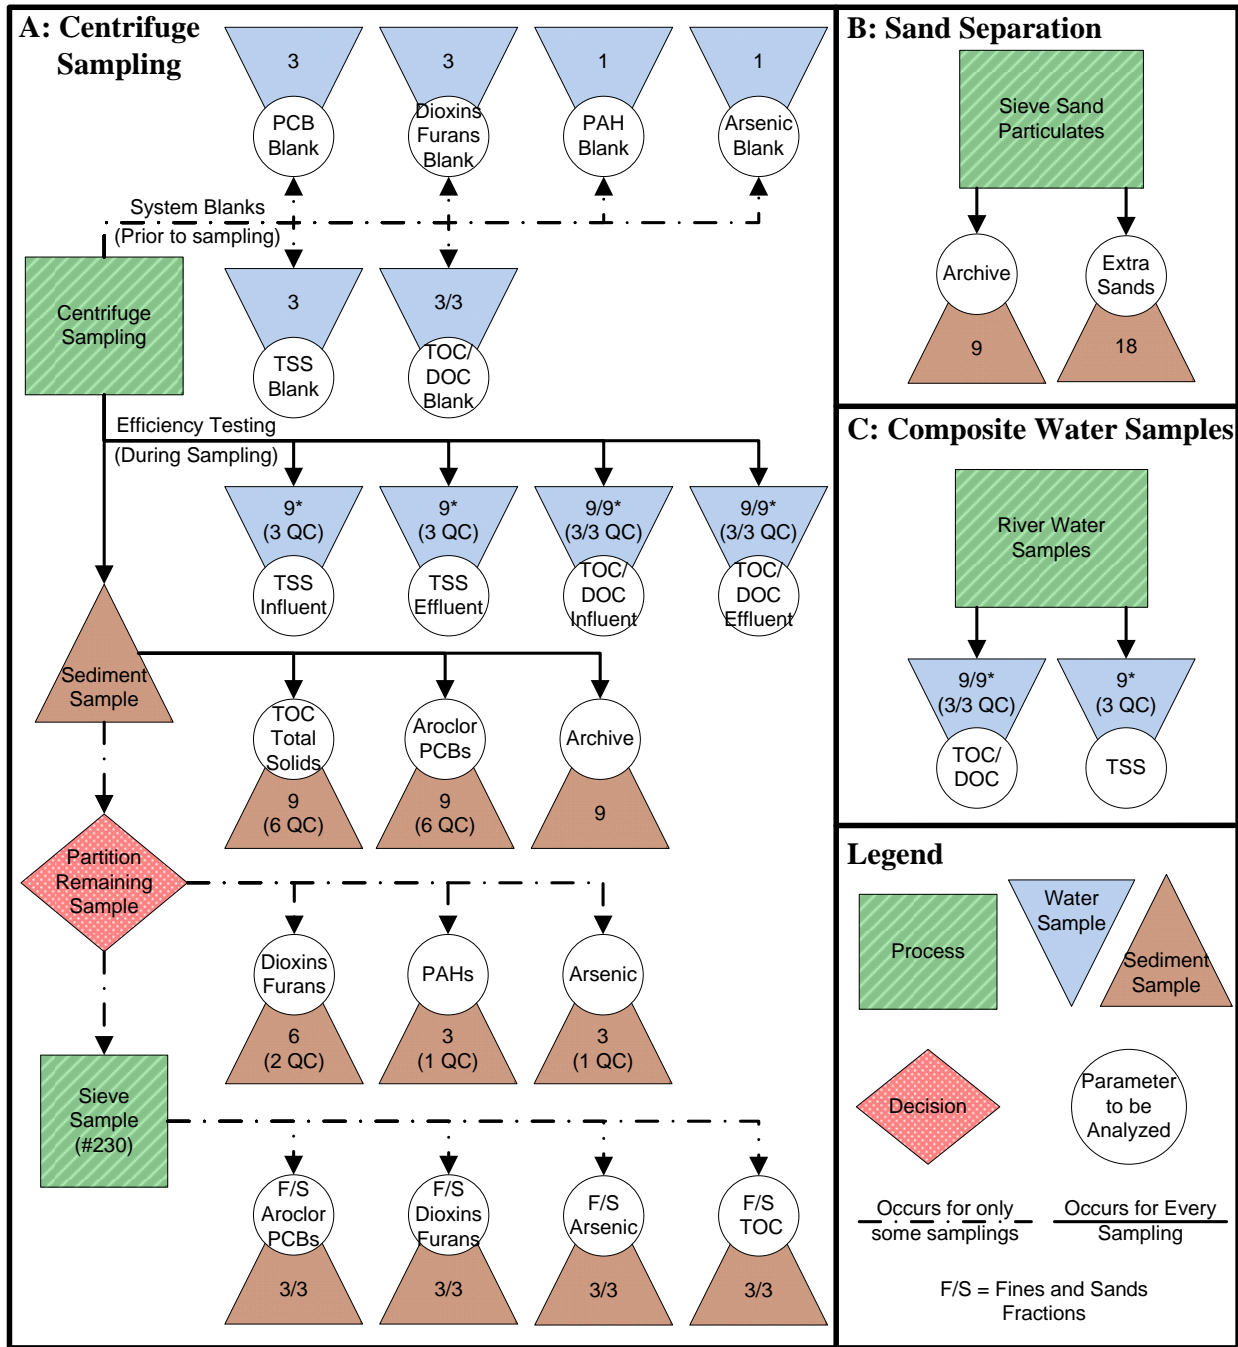 A: Centrifuge
Sampling
3
3
1
1
PCB
Blank
Dioxins
Furans
Blank
PAH
Blank
Arsenic
Blank
System Blanks
(Prior to sampling)
Centrifuge
Sampling
3
3/3
TSS
Blank
TOC/
DOC
Blank
Efficiency Testing
(During Sampling)
9*
(3 QC)
9*
(3 QC)
9/9*
(3/3 QC)
9/9*
(3/3 QC)
TSS
Influent
TSS
Effluent
TOC/
DOC
Influent
TOC/
DOC
Effluent
Sediment
Sample
TOC
Total
Solids
Aroclor
PCBs
Archive
9
(6 QC)
9
(6 QC)
9
Partition
Remaining
Sample
Dioxins
Furans
PAHs
Arsenic
6
(2 QC)
3
(1 QC)
3
(1 QC)
Sieve
Sample
(#230)
F/S
Aroclor
PCBs
F/S
Dioxins
Furans
F/S
Arsenic
F/S
TOC
3/3
3/3
3/3
3/3
B: Sand Separation
Sieve Sand
Particulates
Archive
Extra
Sands
9
18
C: Composite Water Samples
River Water
Samples
9/9*
(3/3 QC)
9*
(3 QC)
TOC/
DOC
TSS
Legend
Process
Water
Sample
Sediment
Sample
Decision
Parameter
to be
Analyzed
Occurs for only
some samplings
Occurs for Every
Sampling
F/S = Fines and Sands
Fractions